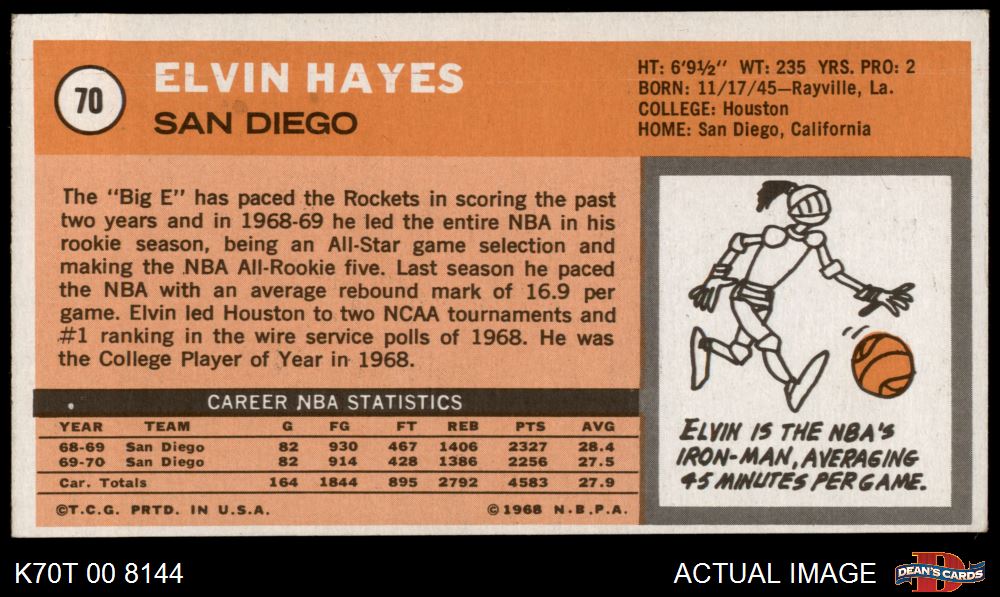 70
ELVIN HAYES
SAN DIEGO
HT: 6'9½" WT: 235 YRS. PRO: 2
BORN: 11/17/45—Rayville, La.
COLLEGE: Houston
HOME: San Diego, California
The "Big E" has paced the Rockets in scoring the past
two years and in 1968-69 he led the entire NBA in his
rookie season, being an All-Star game selection and
making the NBA All-Rookie five. Last season he paced
the NBA with an average rebound mark of 16.9 per
game. Elvin led Houston to two NCAA tournaments and
#1 ranking in the wire service polls of 1968. He was
the College Player of Year in 1968.
CAREER NBA STATISTICS
YEAR TEAM G FG FT REB PTS AVG
68-69 San Diego 82 930 467 1406 2327 28.4
69-70 San Diego 82 914 428 1386 2256 27.5
Car. Totals 164 1844 895 2792 4583 27.9
©T.C.G. PRTD. IN U.S.A. ©1968 N.B.P.A.
ELVIN IS THE NBA'S
IRON-MAN, AVERAGING
45 MINUTES PER GAME.
K70T 00 8144
ACTUAL IMAGE
DEAN'S CARDS